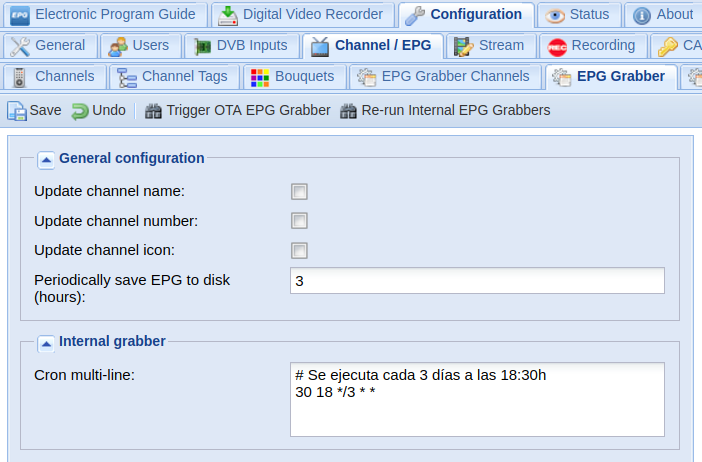 EPG Electronic Program Guide Digital Video Recorder Configuration Status About
General Users DVB Inputs Channel / EPG Stream REC Recording CA
Channels Channel Tags Bouquets EPG Grabber Channels EPG Grabber
Save Undo Trigger OTA EPG Grabber Re-run Internal EPG Grabbers
General configuration
Update channel name:
Update channel number:
Update channel icon:
Periodically save EPG to disk 3
(hours):
Internal grabber
Cron multi-line: # Se ejecuta cada 3 días a las 18:30h
30 18 */3 * *